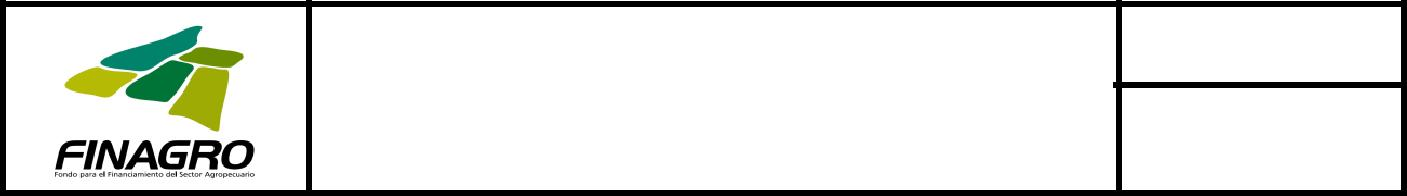 FINAGRO
Fondo para el Financiamiento del Sector Agropecuario